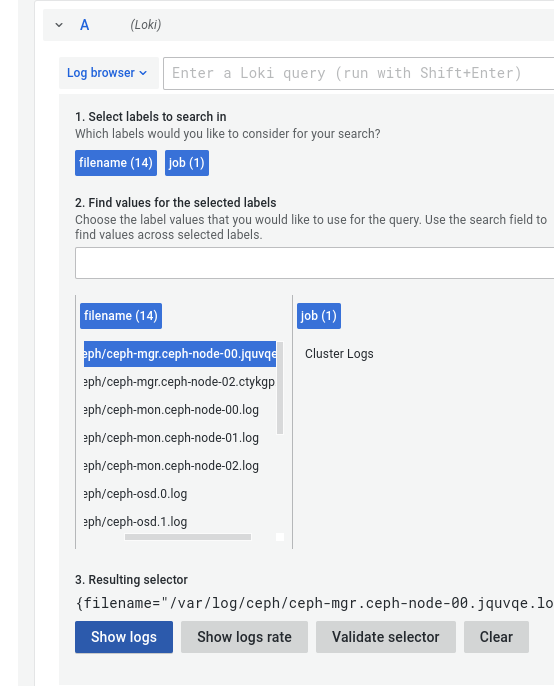 A (Loki)
Log browser Enter a Loki query (run with Shift+Enter)
1. Select labels to search in
Which labels would you like to consider for your search?
filename (14) job (1)
2. Find values for the selected labels
Choose the label values that you would like to use for the query. Use the search field to
find values across selected labels.
filename (14) job (1)
eph/ceph-mgr.ceph-node-00.jquvqe Cluster Logs
eph/ceph-mgr.ceph-node-02.ctykgp
eph/ceph-mon.ceph-node-00.log
eph/ceph-mon.ceph-node-01.log
eph/ceph-mon.ceph-node-02.log
eph/ceph-osd.0.log
eph/ceph-osd.1.log
3. Resulting selector
{filename="/var/log/ceph/ceph-mgr.ceph-node-00.jquvqe.lo
Show logs Show logs rate Validate selector Clear